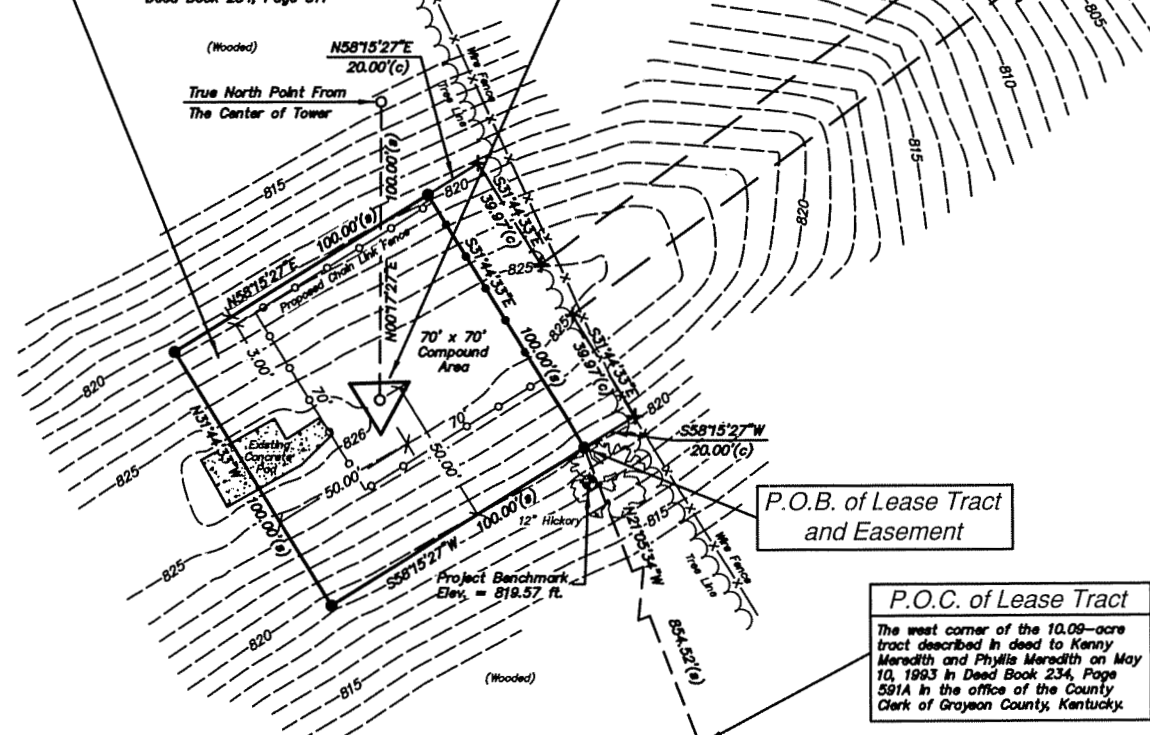 (Wooded)
N58°15'27"E
20.00'(c)
True North Point From
The Center of Tower
Wire Fence
Tree Line
805
810
815
820
815
820
100.00'(s)
N00°17'27"E
S31°44'33"E
39.97'(c)
N58°15'27"E
100.00'(s)
Proposed Chain Link Fence
S31°44'33"E
100.00'(s)
825
825
70' x 70'
Compound
Area
3.00'
70'
70'
820
S31°44'33"E
39.97'(c)
820
826
N31°44'33"W
100.00'(s)
Existing
Concrete
Pad
50.00'
50.00'
S58°15'27"W
20.00'(c)
825
P.O.B. of Lease Tract
and Easement
100.00'(s)
S58°15'27"W
12" Hickory
N21°05'34"W
815
Wire Fence
Tree Line
Project Benchmark
Elev. = 819.57 ft.
825
820
815
854.52'(s)
(Wooded)
P.O.C. of Lease Tract
The west corner of the 10.09-acre
tract described in deed to Kenny
Meredith and Phyllis Meredith on May
10, 1993 in Deed Book 234, Page
591A in the office of the County
Clerk of Grayson County, Kentucky.